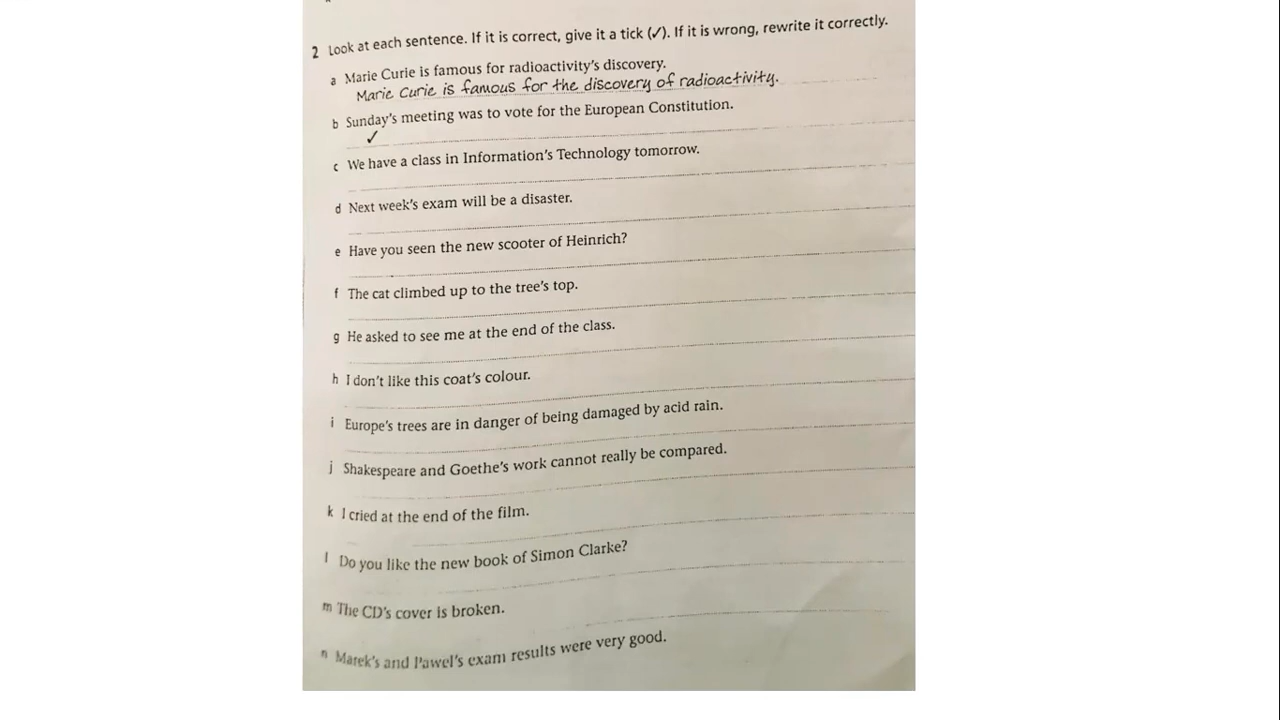 2 Look at each sentence. If it is correct, give it a tick (✓). If it is wrong, rewrite it correctly.
a Marie Curie is famous for radioactivity's discovery.
Marie Curie is famous for the discovery of radioactivity.
b Sunday's meeting was to vote for the European Constitution.
✓
c We have a class in Information's Technology tomorrow.
d Next week's exam will be a disaster.
e Have you seen the new scooter of Heinrich?
f The cat climbed up to the tree's top.
g He asked to see me at the end of the class.
h I don't like this coat's colour.
i Europe's trees are in danger of being damaged by acid rain.
j Shakespeare and Goethe's work cannot really be compared.
k I cried at the end of the film.
l Do you like the new book of Simon Clarke?
m The CD's cover is broken.
n Marek's and Pawel's exam results were very good.